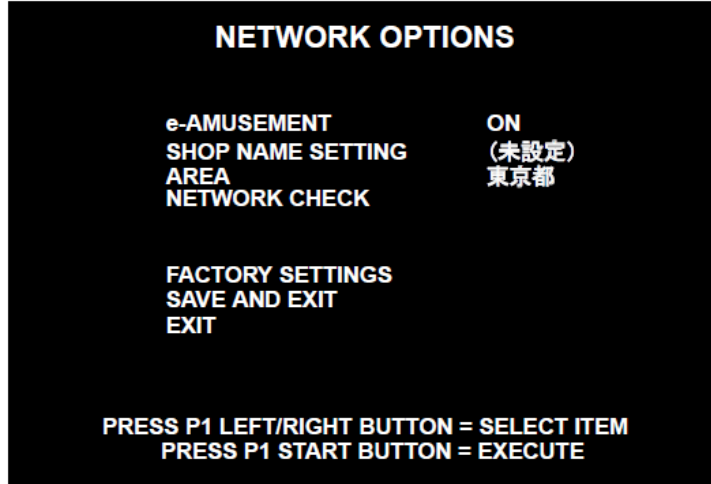 NETWORK OPTIONS
e-AMUSEMENT ON
SHOP NAME SETTING (未設定)
AREA 東京都
NETWORK CHECK
FACTORY SETTINGS
SAVE AND EXIT
EXIT
PRESS P1 LEFT/RIGHT BUTTON = SELECT ITEM
PRESS P1 START BUTTON = EXECUTE